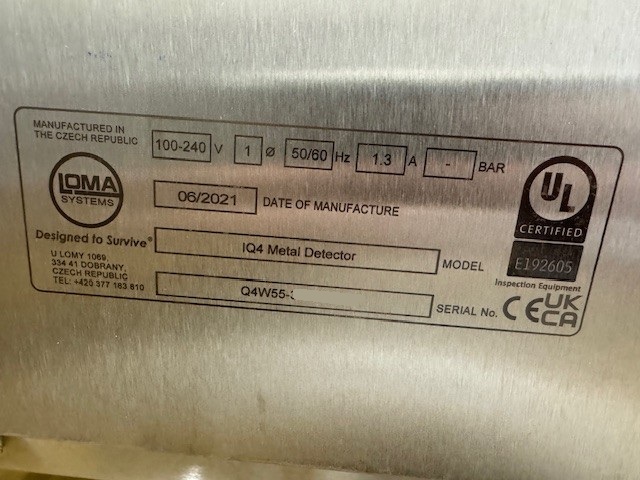 MANUFACTURED IN
THE CZECH REPUBLIC
100-240 V 1 Ø 50/60 Hz 1.3 A - BAR
LOMA
SYSTEMS
Designed to Survive®
06/2021 DATE OF MANUFACTURE
U LOMY 1069,
334 41 DOBRANY,
CZECH REPUBLIC
TEL: +420 377 183 810
IQ4 Metal Detector MODEL
Q4W55- SERIAL No.
UL
CERTIFIED
E192605
Inspection Equipment
CE UK
CA